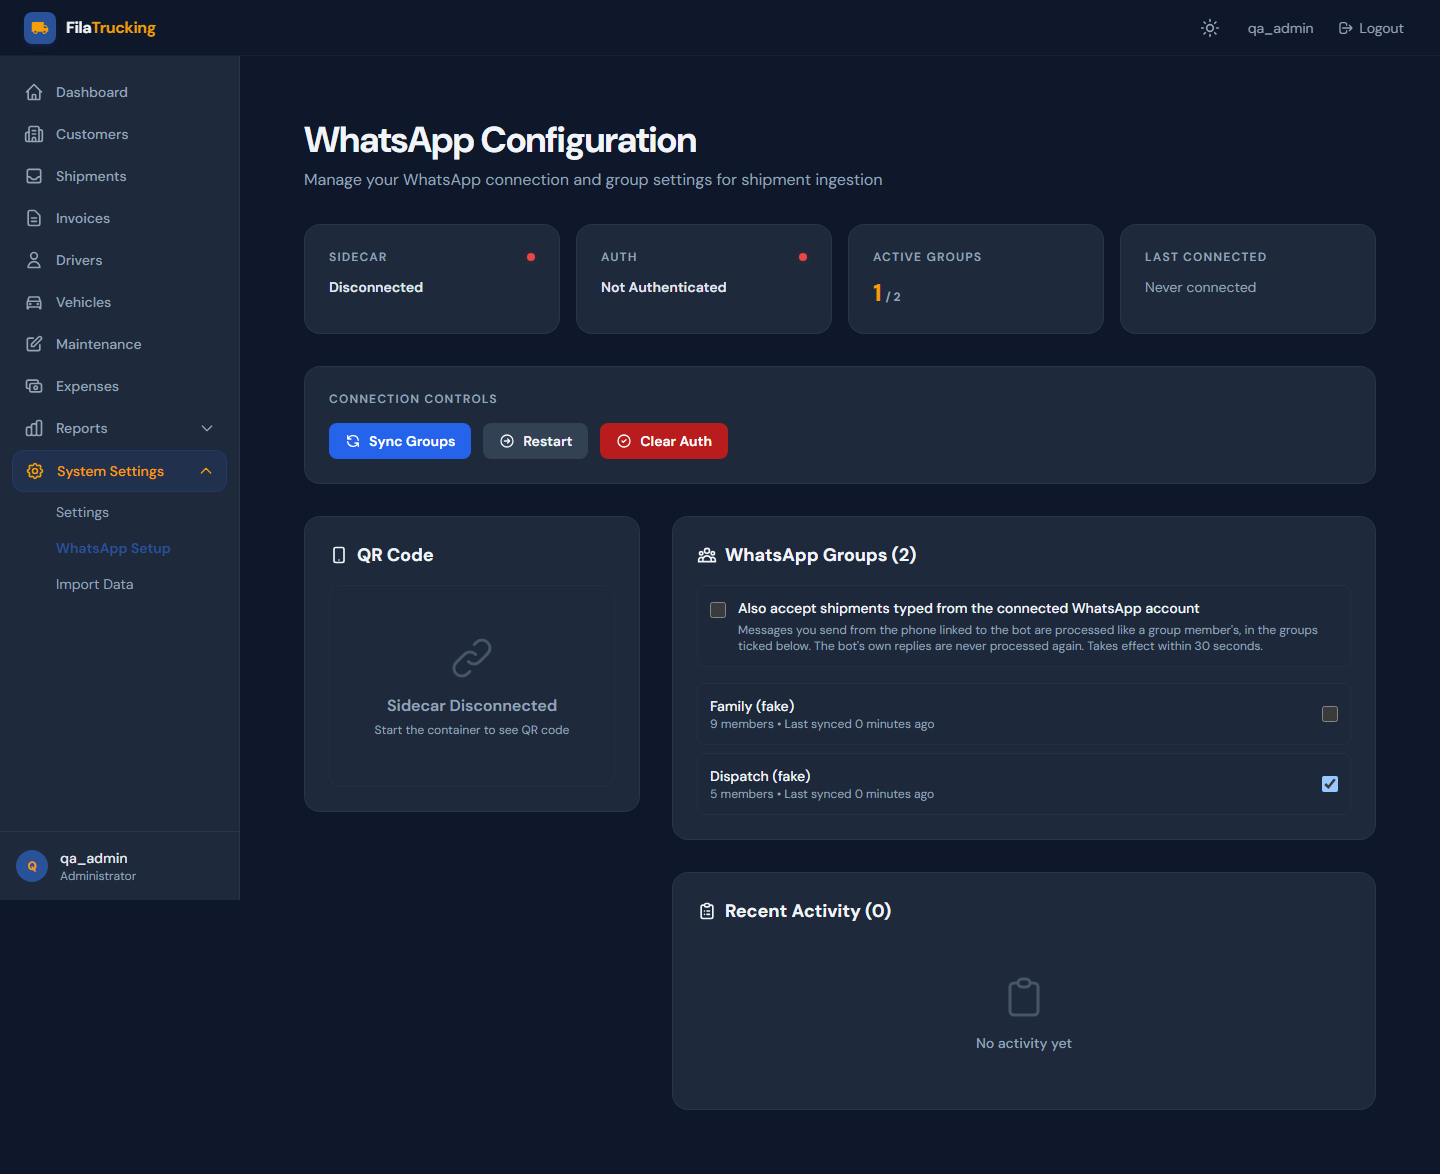 FilaTrucking
qa_admin
Logout
Dashboard
Customers
Shipments
Invoices
Drivers
Vehicles
Maintenance
Expenses
Reports
System Settings
Settings
WhatsApp Setup
Import Data
Q
qa_admin
Administrator
WhatsApp Configuration
Manage your WhatsApp connection and group settings for shipment ingestion
SIDECAR
Disconnected
AUTH
Not Authenticated
ACTIVE GROUPS
1 / 2
LAST CONNECTED
Never connected
CONNECTION CONTROLS
Sync Groups
Restart
Clear Auth
QR Code
Sidecar Disconnected
Start the container to see QR code
WhatsApp Groups (2)
Also accept shipments typed from the connected WhatsApp account
Messages you send from the phone linked to the bot are processed like a group member's, in the groups
ticked below. The bot's own replies are never processed again. Takes effect within 30 seconds.
Family (fake)
9 members • Last synced 0 minutes ago
Dispatch (fake)
5 members • Last synced 0 minutes ago
Recent Activity (0)
No activity yet